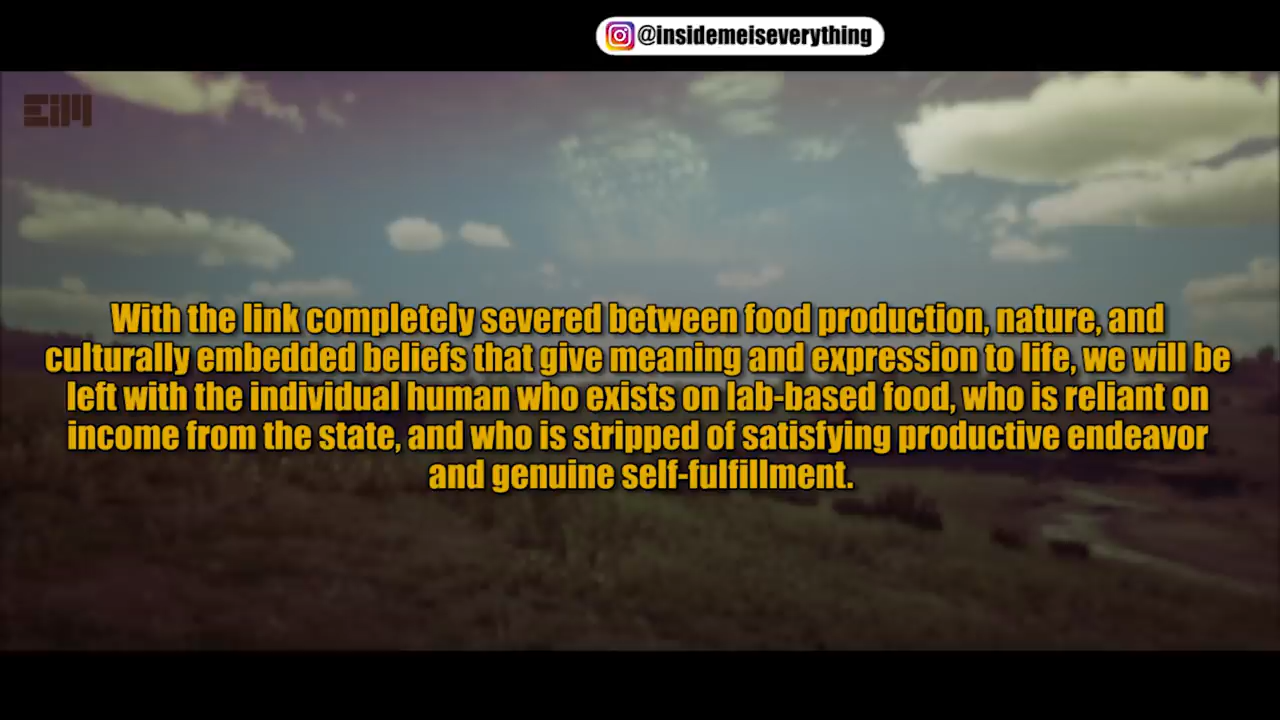 @insidemeiseverything
EiM
With the link completely severed between food production, nature, and
culturally embedded beliefs that give meaning and expression to life, we will be
left with the individual human who exists on lab-based food, who is reliant on
income from the state, and who is stripped of satisfying productive endeavor
and genuine self-fulfillment.